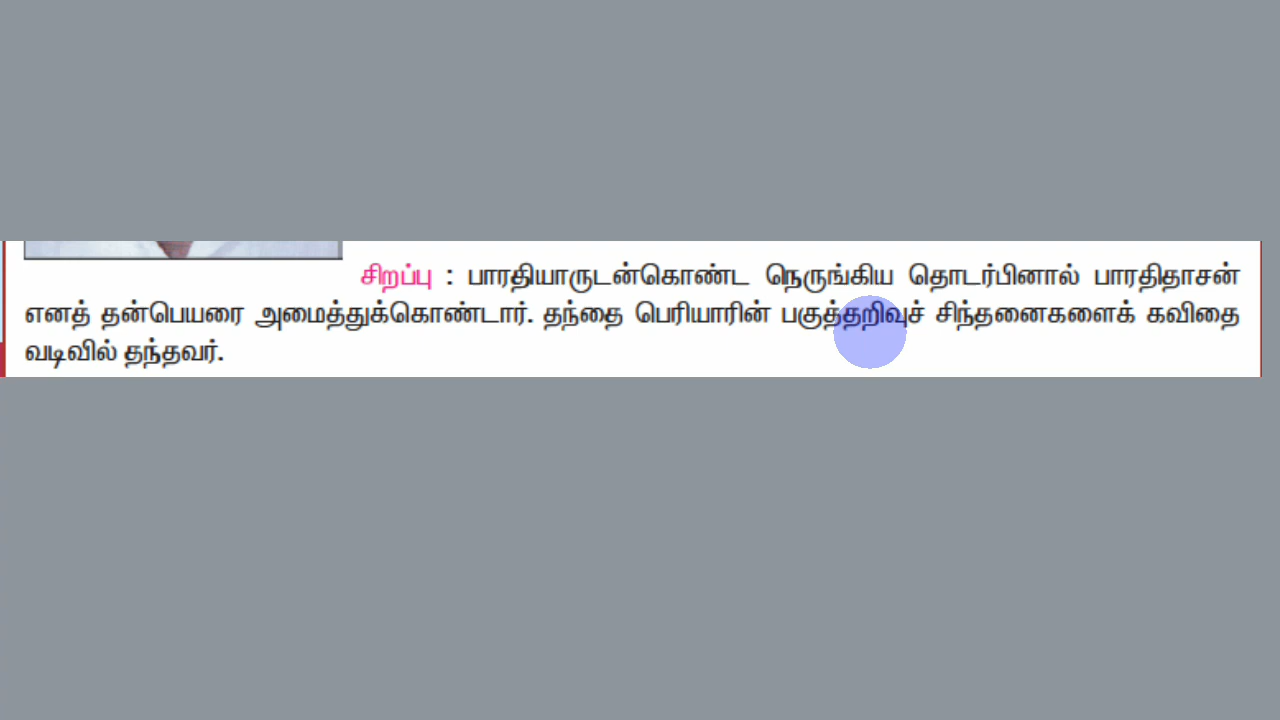 சிறப்பு : பாரதியாருடன்கொண்ட நெருங்கிய தொடர்பினால் பாரதிதாசன்
எனத் தன்பெயரை அமைத்துக்கொண்டார். தந்தை பெரியாரின் பகுத்தறிவுச் சிந்தனைகளைக் கவிதை
வடிவில் தந்தவர்.